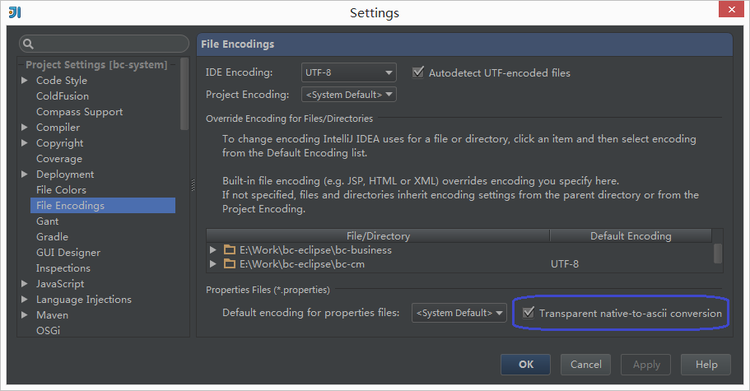 Settings
Project Settings [bc-system]
Code Style
ColdFusion
Compass Support
Compiler
Copyright
Coverage
Deployment
File Colors
File Encodings
Gant
Gradle
GUI Designer
Inspections
JavaScript
Language Injections
Maven
OSGi
File Encodings
IDE Encoding: UTF-8 Autodetect UTF-encoded files
Project Encoding: <System Default>
Override Encoding for Files/Directories
To change encoding IntelliJ IDEA uses for a file or directory, click an item and then select encoding
from the Default Encoding list.
Built-in file encoding (e.g. JSP, HTML or XML) overrides encoding you specify here.
If not specified, files and directories inherit encoding settings from the parent directory or from the
Project Encoding.
File/Directory Default Encoding
E:\Work\bc-eclipse\bc-business
E:\Work\bc-eclipse\bc-cm UTF-8
Properties Files (*.properties)
Default encoding for properties files: <System Default> Transparent native-to-ascii conversion
OK Cancel Apply Help